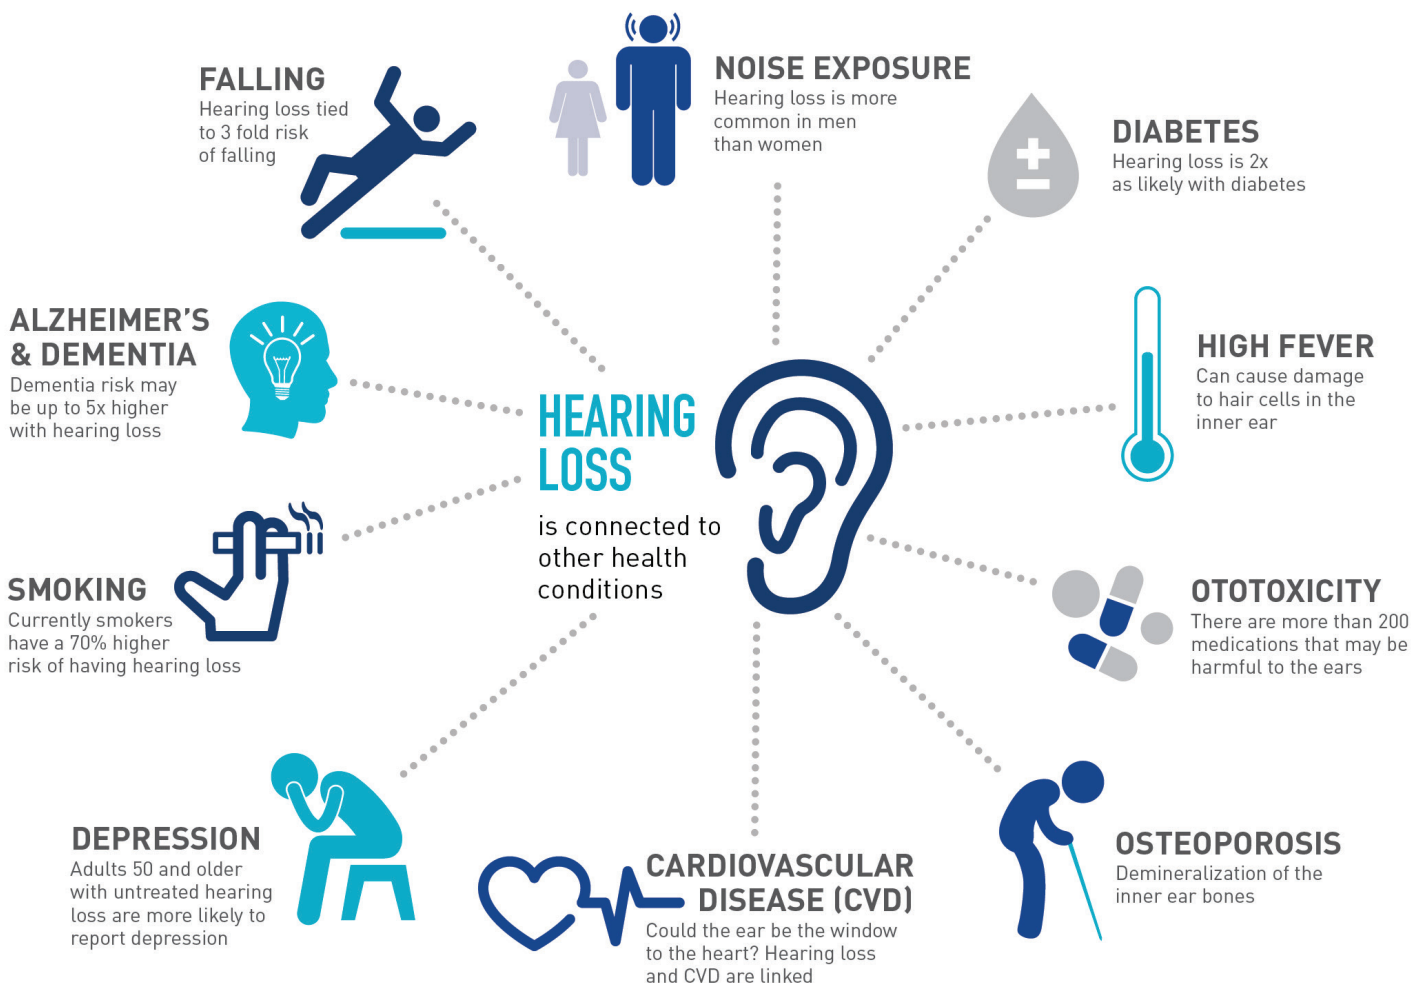 FALLING
Hearing loss tied
to 3 fold risk
of falling
NOISE EXPOSURE
Hearing loss is more
common in men
than women
DIABETES
Hearing loss is 2x
as likely with diabetes
ALZHEIMER’S
& DEMENTIA
Dementia risk may
be up to 5x higher
with hearing loss
HEARING
LOSS
is connected to
other health
conditions
HIGH FEVER
Can cause damage
to hair cells in the
inner ear
SMOKING
Currently smokers
have a 70% higher
risk of having hearing loss
OTOTOXICITY
There are more than 200
medications that may be
harmful to the ears
DEPRESSION
Adults 50 and older
with untreated hearing
loss are more likely to
report depression
CARDIOVASCULAR
DISEASE (CVD)
Could the ear be the window
to the heart? Hearing loss
and CVD are linked
OSTEOPOROSIS
Demineralization of the
inner ear bones